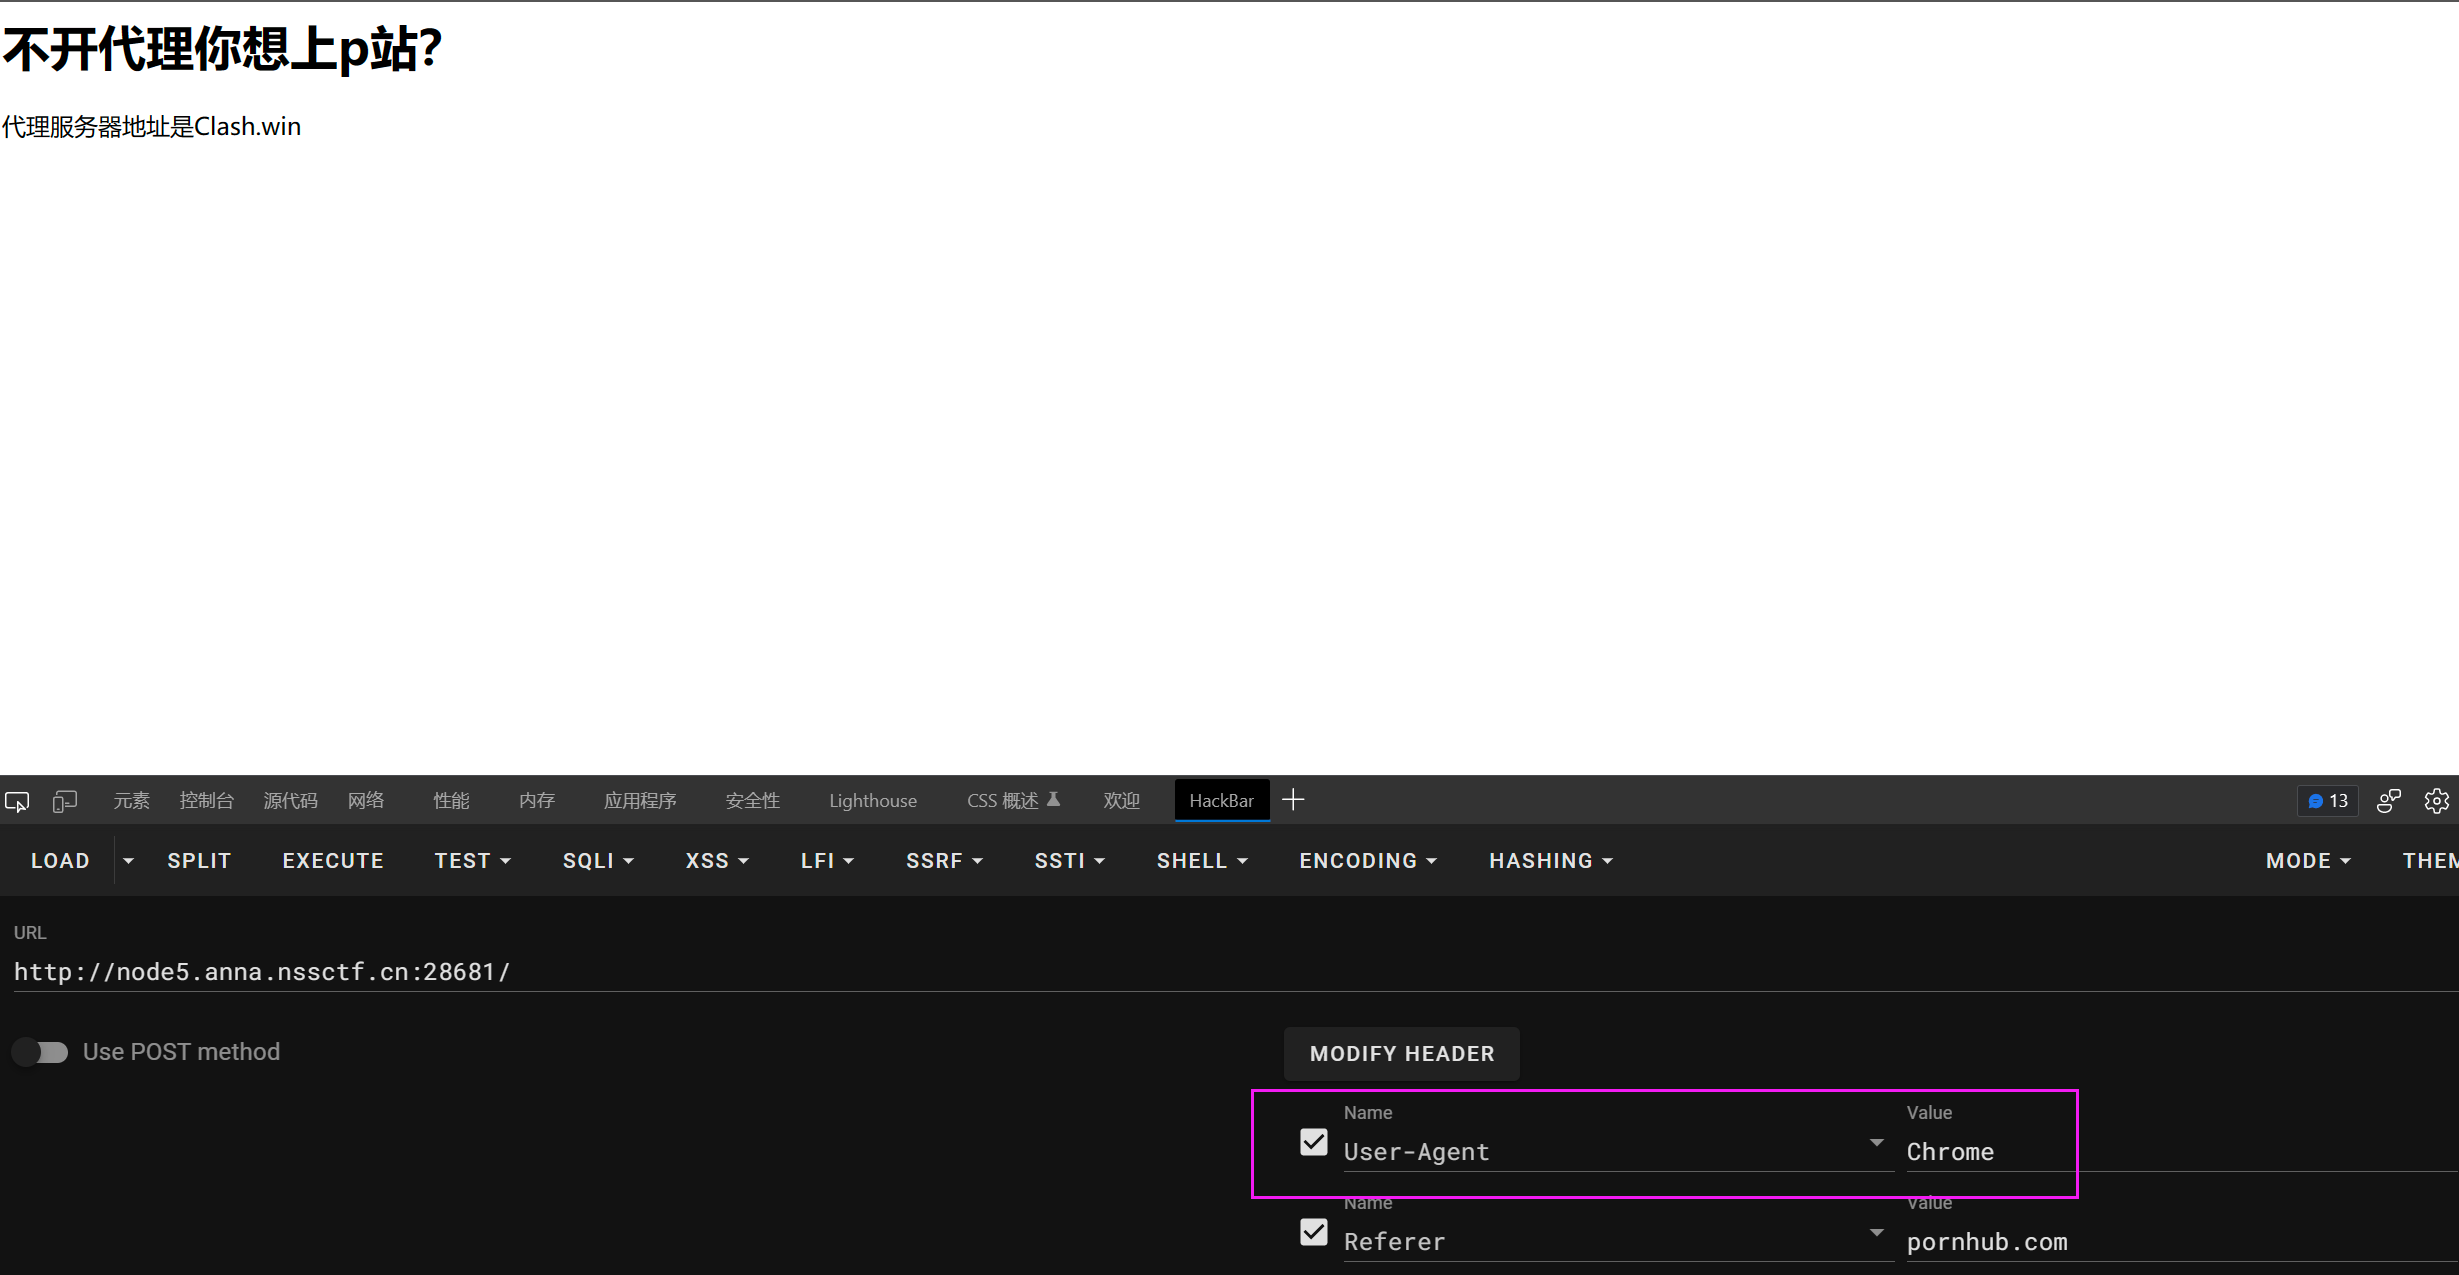 不开代理你想上p站?
代理服务器地址是Clash.win
元素 控制台 源代码 网络 性能 内存 应用程序 安全性 Lighthouse CSS 概述 欢迎 HackBar 13
LOAD SPLIT EXECUTE TEST SQLI XSS LFI SSRF SSTI SHELL ENCODING HASHING MODE THEM
URL
http://node5.anna.nssctf.cn:28681/
Use POST method
MODIFY HEADER
Name Value
User-Agent Chrome
Name Value
Referer pornhub.com